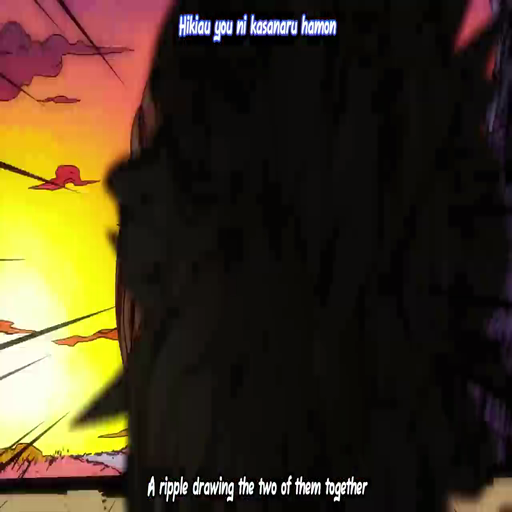 Hikiau you ni kasanaru hamon
A ripple drawing the two of them together